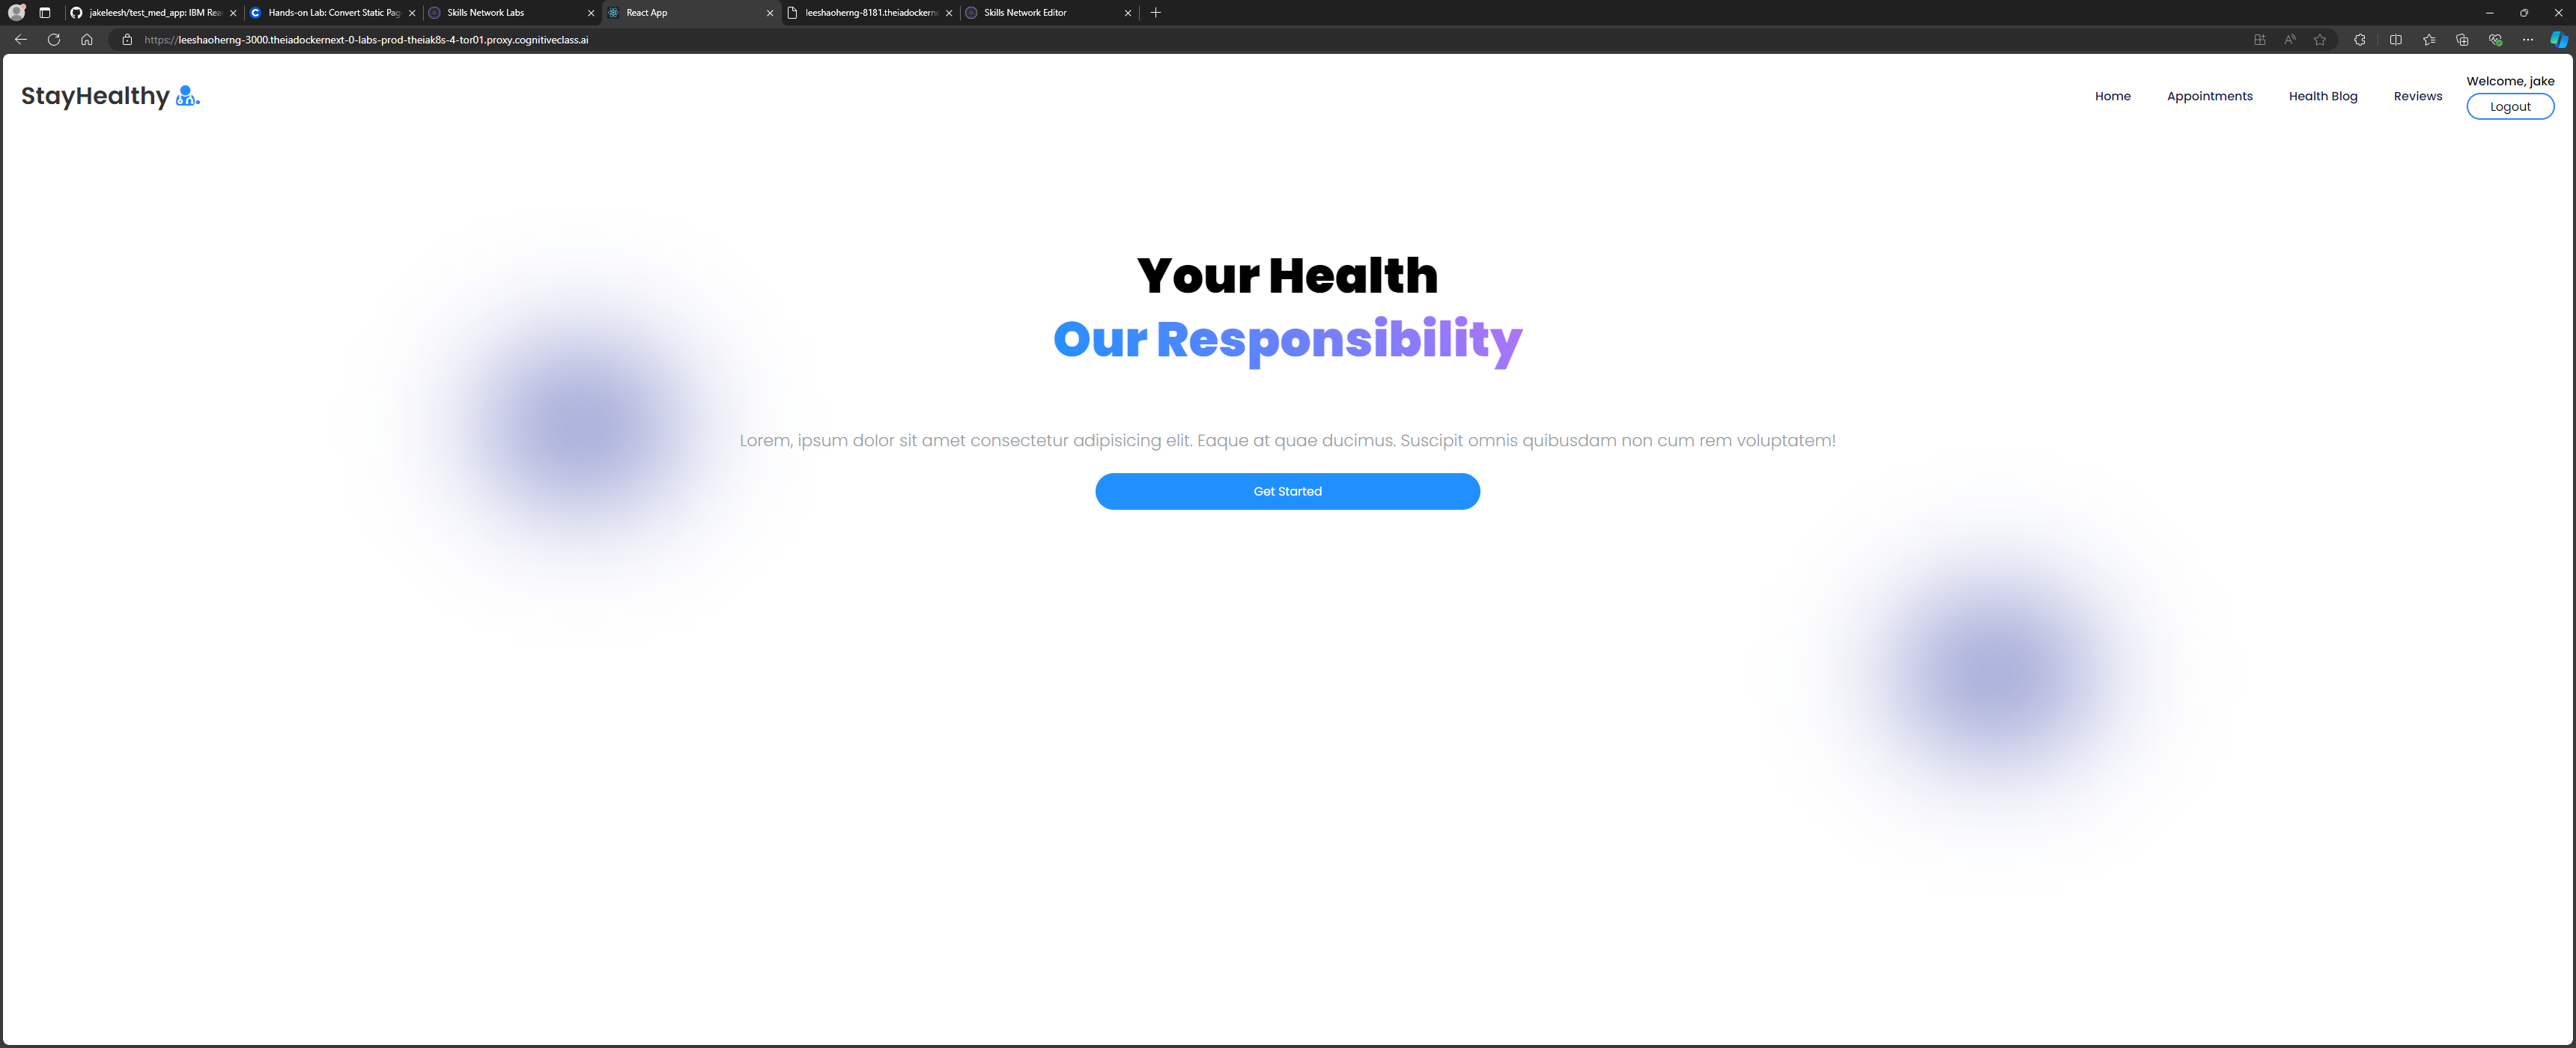 jakeleesh/test_med_app: IBM Rea
Hands-on Lab: Convert Static Pag
Skills Network Labs
React App
leeshaoherng-8181.theiadockerne
Skills Network Editor
https://leeshaoherng-3000.theiadockernext-0-labs-prod-theiak8s-4-tor01.proxy.cognitiveclass.ai
StayHealthy
Home
Appointments
Health Blog
Reviews
Welcome, jake
Logout
Your Health
Our Responsibility
Lorem, ipsum dolor sit amet consectetur adipisicing elit. Eaque at quae ducimus. Suscipit omnis quibusdam non cum rem voluptatem!
Get Started